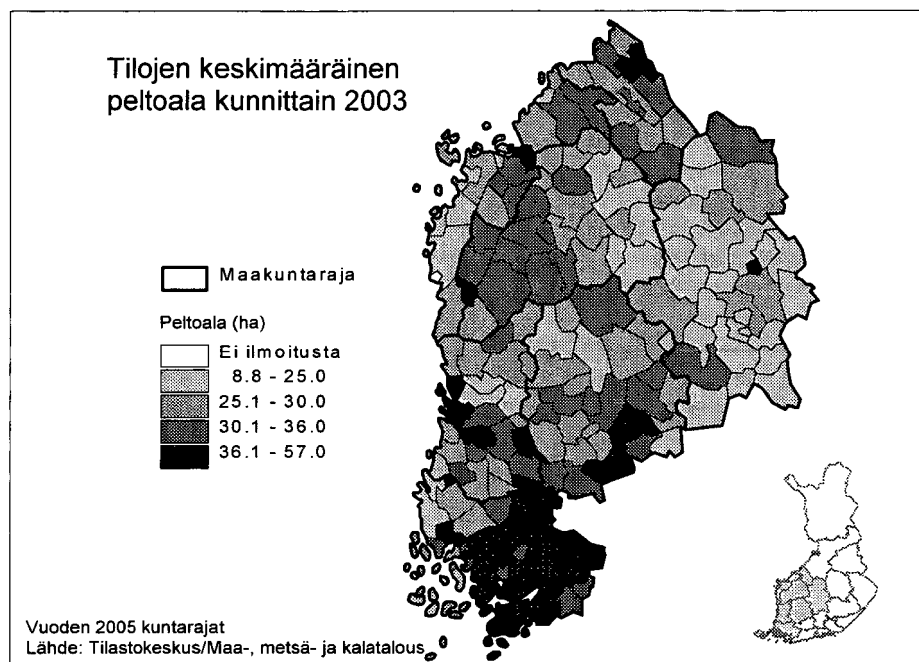 Tilojen keskimääräinen
peltoala kunnittain 2003
Maakuntaraja
Peltoala (ha)
Ei ilmoitusta
8.8 - 25.0
25.1 - 30.0
30.1 - 36.0
36.1 - 57.0
Vuoden 2005 kuntarajat
Lähde: Tilastokeskus/Maa-, metsä- ja kalatalous